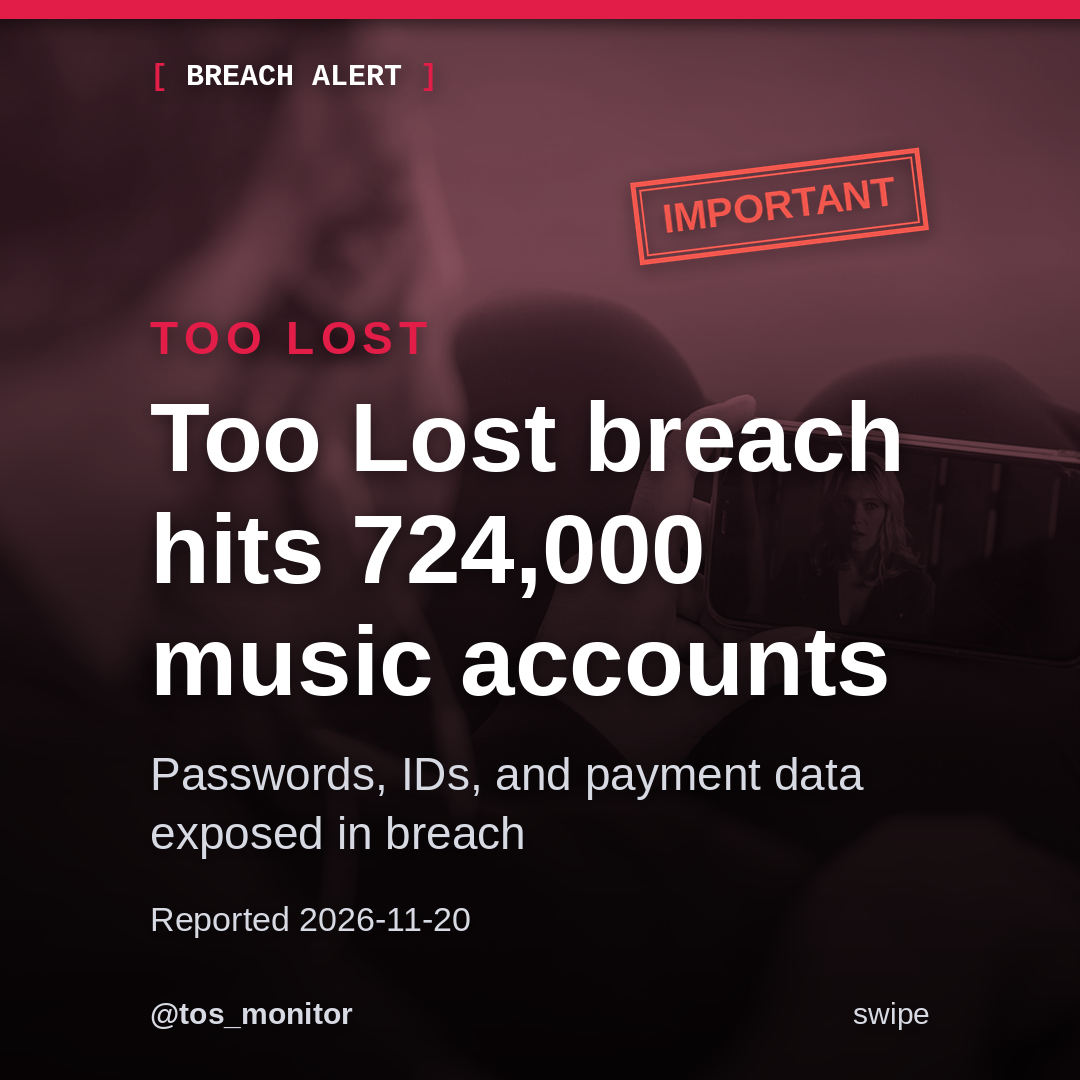 [ BREACH ALERT ]
IMPORTANT
TOO LOST
Too Lost breach
hits 724,000
music accounts
Passwords, IDs, and payment data
exposed in breach
Reported 2026-11-20
@tos_monitor
swipe